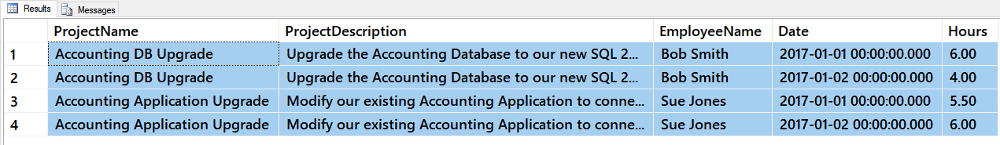 Results Messages
ProjectName ProjectDescription EmployeeName Date Hours
1 Accounting DB Upgrade Upgrade the Accounting Database to our new SQL 2... Bob Smith 2017-01-01 00:00:00.000 6.00
2 Accounting DB Upgrade Upgrade the Accounting Database to our new SQL 2... Bob Smith 2017-01-02 00:00:00.000 4.00
3 Accounting Application Upgrade Modify our existing Accounting Application to conne... Sue Jones 2017-01-01 00:00:00.000 5.50
4 Accounting Application Upgrade Modify our existing Accounting Application to conne... Sue Jones 2017-01-02 00:00:00.000 6.00